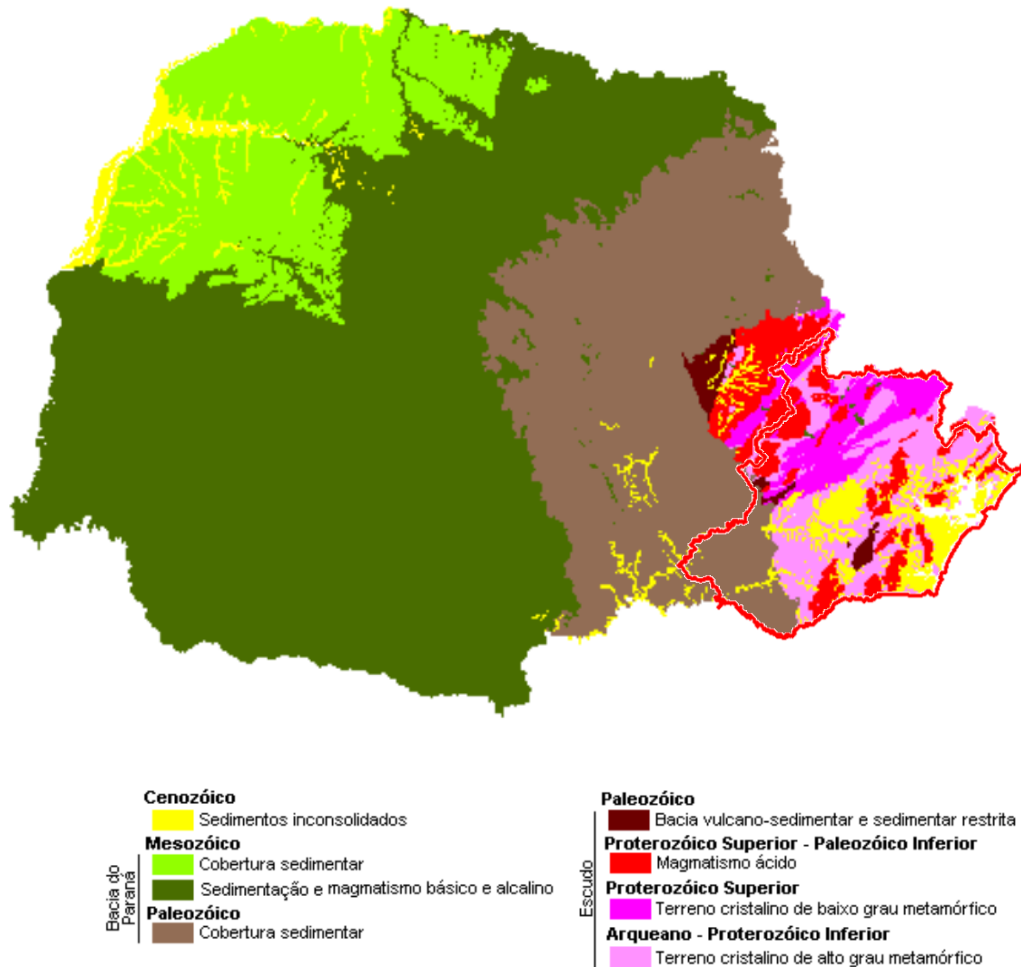 Cenozóico
Sedimentos inconsolidados
Mesozóico
Cobertura sedimentar
Sedimentação e magmatismo básico e alcalino
Paleozóico
Cobertura sedimentar
Bacia do
Paraná
Paleozóico
Bacia vulcano-sedimentar e sedimentar restrita
Proterozóico Superior - Paleozóico Inferior
Magmatismo ácido
Proterozóico Superior
Terreno cristalino de baixo grau metamórfico
Arqueano - Proterozóico Inferior
Terreno cristalino de alto grau metamórfico
Escudo